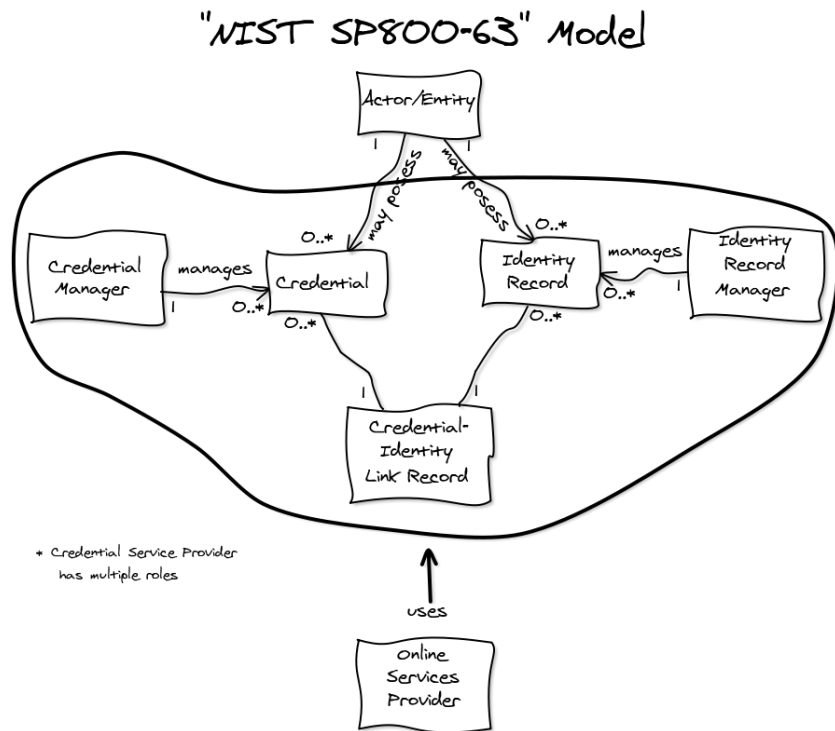 "NIST SP800-63" Model
Actor/Entity
1
1
may posess
may posess
0..*
0..*
Credential
Manager
manages
1
0..*
Credential
0..*
Identity
Record
0..*
manages
0..*
1
Identity
Record
Manager
1
1
Credential-
Identity
Link Record
* Credential Service Provider
has multiple roles
uses
Online
Services
Provider